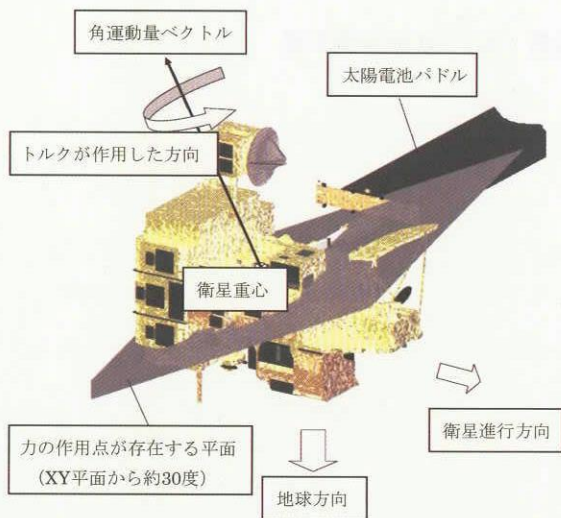 角運動量ベクトル
太陽電池パドル
トルクが作用した方向
衛星重心
衛星進行方向
力の作用点が存在する平面
(XY平面から約30度)
地球方向